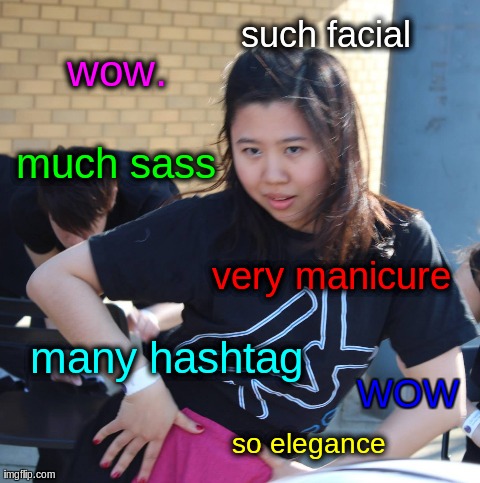 such facial
wow.
much sass
very manicure
many hashtag
wow
so elegance
imgflip.com